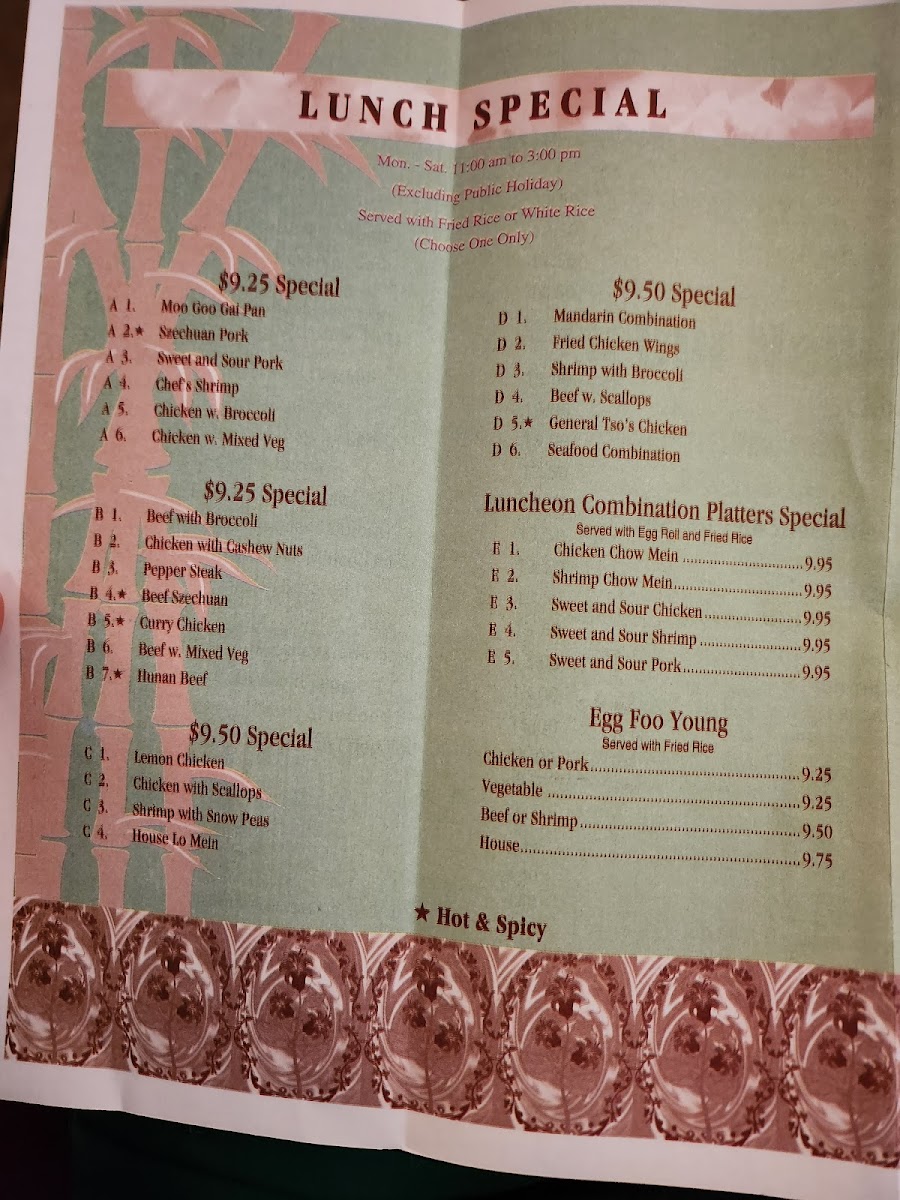 LUNCH SPECIAL
Mon. - Sat. 11:00 am to 3:00 pm
(Excluding Public Holiday)
Served with Fried Rice or White Rice
(Choose One Only)
$9.25 Special
A 1. Moo Goo Gai Pan
A 2.★ Szechuan Pork
A 3. Sweet and Sour Pork
A 4. Chef's Shrimp
A 5. Chicken w. Broccoli
A 6. Chicken w. Mixed Veg
$9.25 Special
B 1. Beef with Broccoli
B 2. Chicken with Cashew Nuts
B 3. Pepper Steak
B 4.★ Beef Szechuan
B 5.★ Curry Chicken
B 6. Beef w. Mixed Veg
B 7.★ Hunan Beef
$9.50 Special
C 1. Lemon Chicken
C 2. Chicken with Scallops
C 3. Shrimp with Snow Peas
C 4. House Lo Mein
$9.50 Special
D 1. Mandarin Combination
D 2. Fried Chicken Wings
D 3. Shrimp with Broccoli
D 4. Beef w. Scallops
D 5.★ General Tso's Chicken
D 6. Seafood Combination
Luncheon Combination Platters Special
Served with Egg Roll and Fried Rice
E 1. Chicken Chow Mein ..............................9.95
E 2. Shrimp Chow Mein................................9.95
E 3. Sweet and Sour Chicken........................9.95
E 4. Sweet and Sour Shrimp .........................9.95
E 5. Sweet and Sour Pork.............................9.95
Egg Foo Young
Served with Fried Rice
Chicken or Pork.....................................................9.25
Vegetable ................................................................9.25
Beef or Shrimp.......................................................9.50
House......................................................................9.75
★ Hot & Spicy